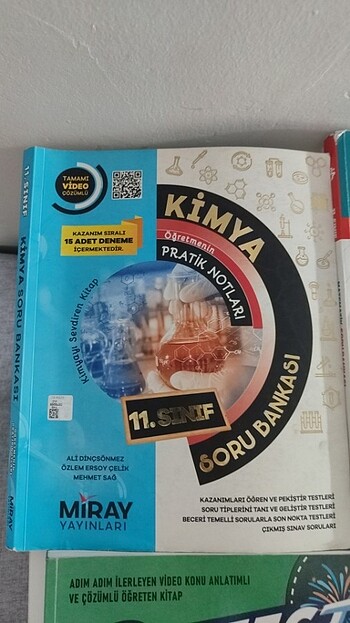 11. SINIF
KİMYA SORU BANKASI
MİRAY
TAMAMI
VİDEO
ÇÖZÜMLÜ
KAZANIM SIRALI
15 ADET DENEME
İÇERMEKTEDİR.
KİMYA
Öğretmenin
PRATİK NOTLARI
Kimyayı Sevdiren Kitap
11. SINIF
SORU BANKASI
ALİ DİNÇSÖNMEZ
ÖZLEM ERSOY ÇELİK
MEHMET SAĞ
MİRAY
YAYINLARI
KAZANIMLARI ÖĞREN VE PEKİŞTİR TESTLERİ
SORU TİPLERİNİ TANI VE GELİŞTİR TESTLERİ
BECERİ TEMELLİ SORULARLA SON NOKTA TESTLERİ
ÇIKMIŞ SINAV SORULARI
ADIM ADIM İLERLEYEN VİDEO KONU ANLATIMLI
VE ÇÖZÜMLÜ ÖĞRETEN KİTAP